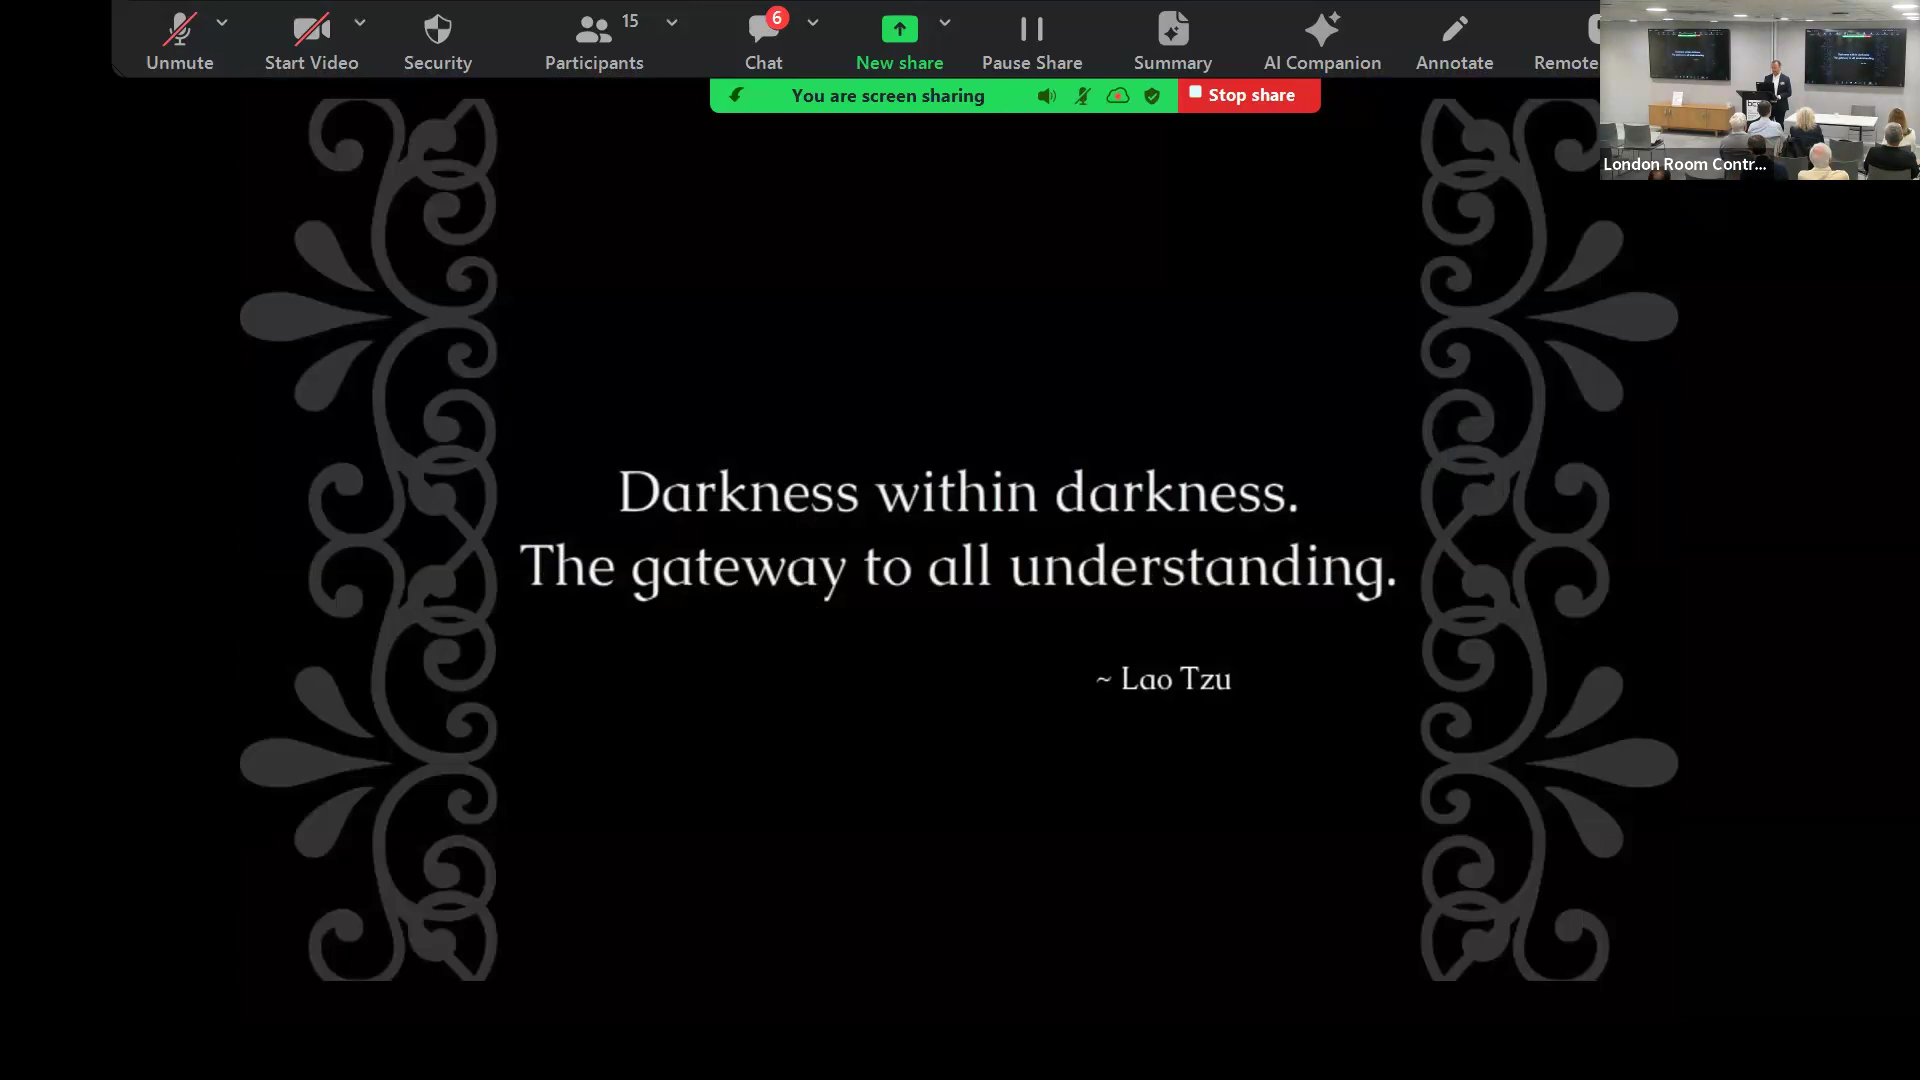 15
6
Unmute
Start Video
Security
Participants
Chat
New share
Pause Share
Summary
AI Companion
Annotate
Remote
You are screen sharing
Stop share
London Room Contr...
Darkness within darkness.
The gateway to all understanding.
~ Lao Tzu